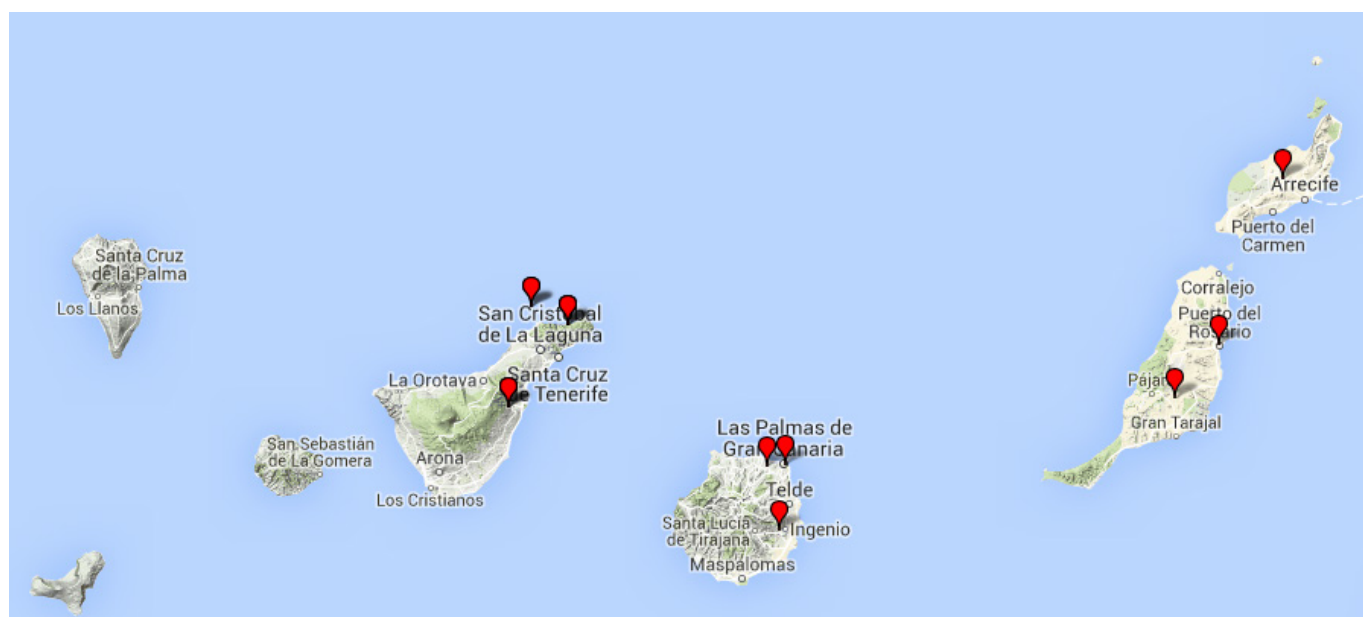 Santa Cruz
de la Palma
Los Llanos
San Cristóbal
de La Laguna
La Orotava
Santa Cruz
de Tenerife
San Sebastián
de La Gomera
Arona
Los Cristianos
Las Palmas de
Gran Canaria
Telde
Santa Lucía
de Tirajana
Ingenio
Maspalomas
Arrecife
Puerto del
Carmen
Corralejo
Puerto del
Rosario
Gran Tarajal